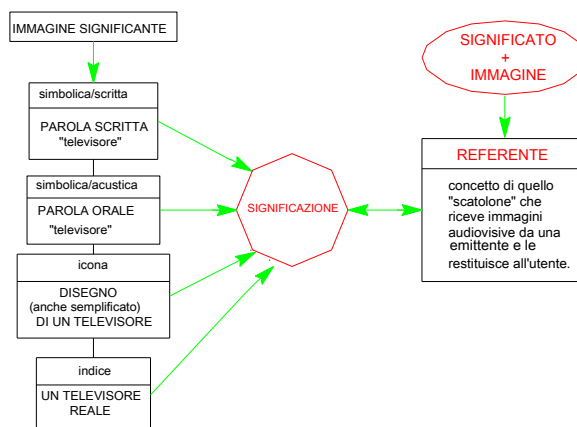 IMMAGINE SIGNIFICANTE
simbolica/scritta
PAROLA SCRITTA
"televisore"
simbolica/acustica
PAROLA ORALE
"televisore"
icona
DISEGNO
(anche semplificato)
DI UN TELEVISORE
indice
UN TELEVISORE
REALE
SIGNIFICAZIONE
SIGNIFICATO
+
IMMAGINE
REFERENTE
concetto di quello
"scatolone" che
riceve immagini
audiovisive da una
emittente e le
restituisce all'utente.